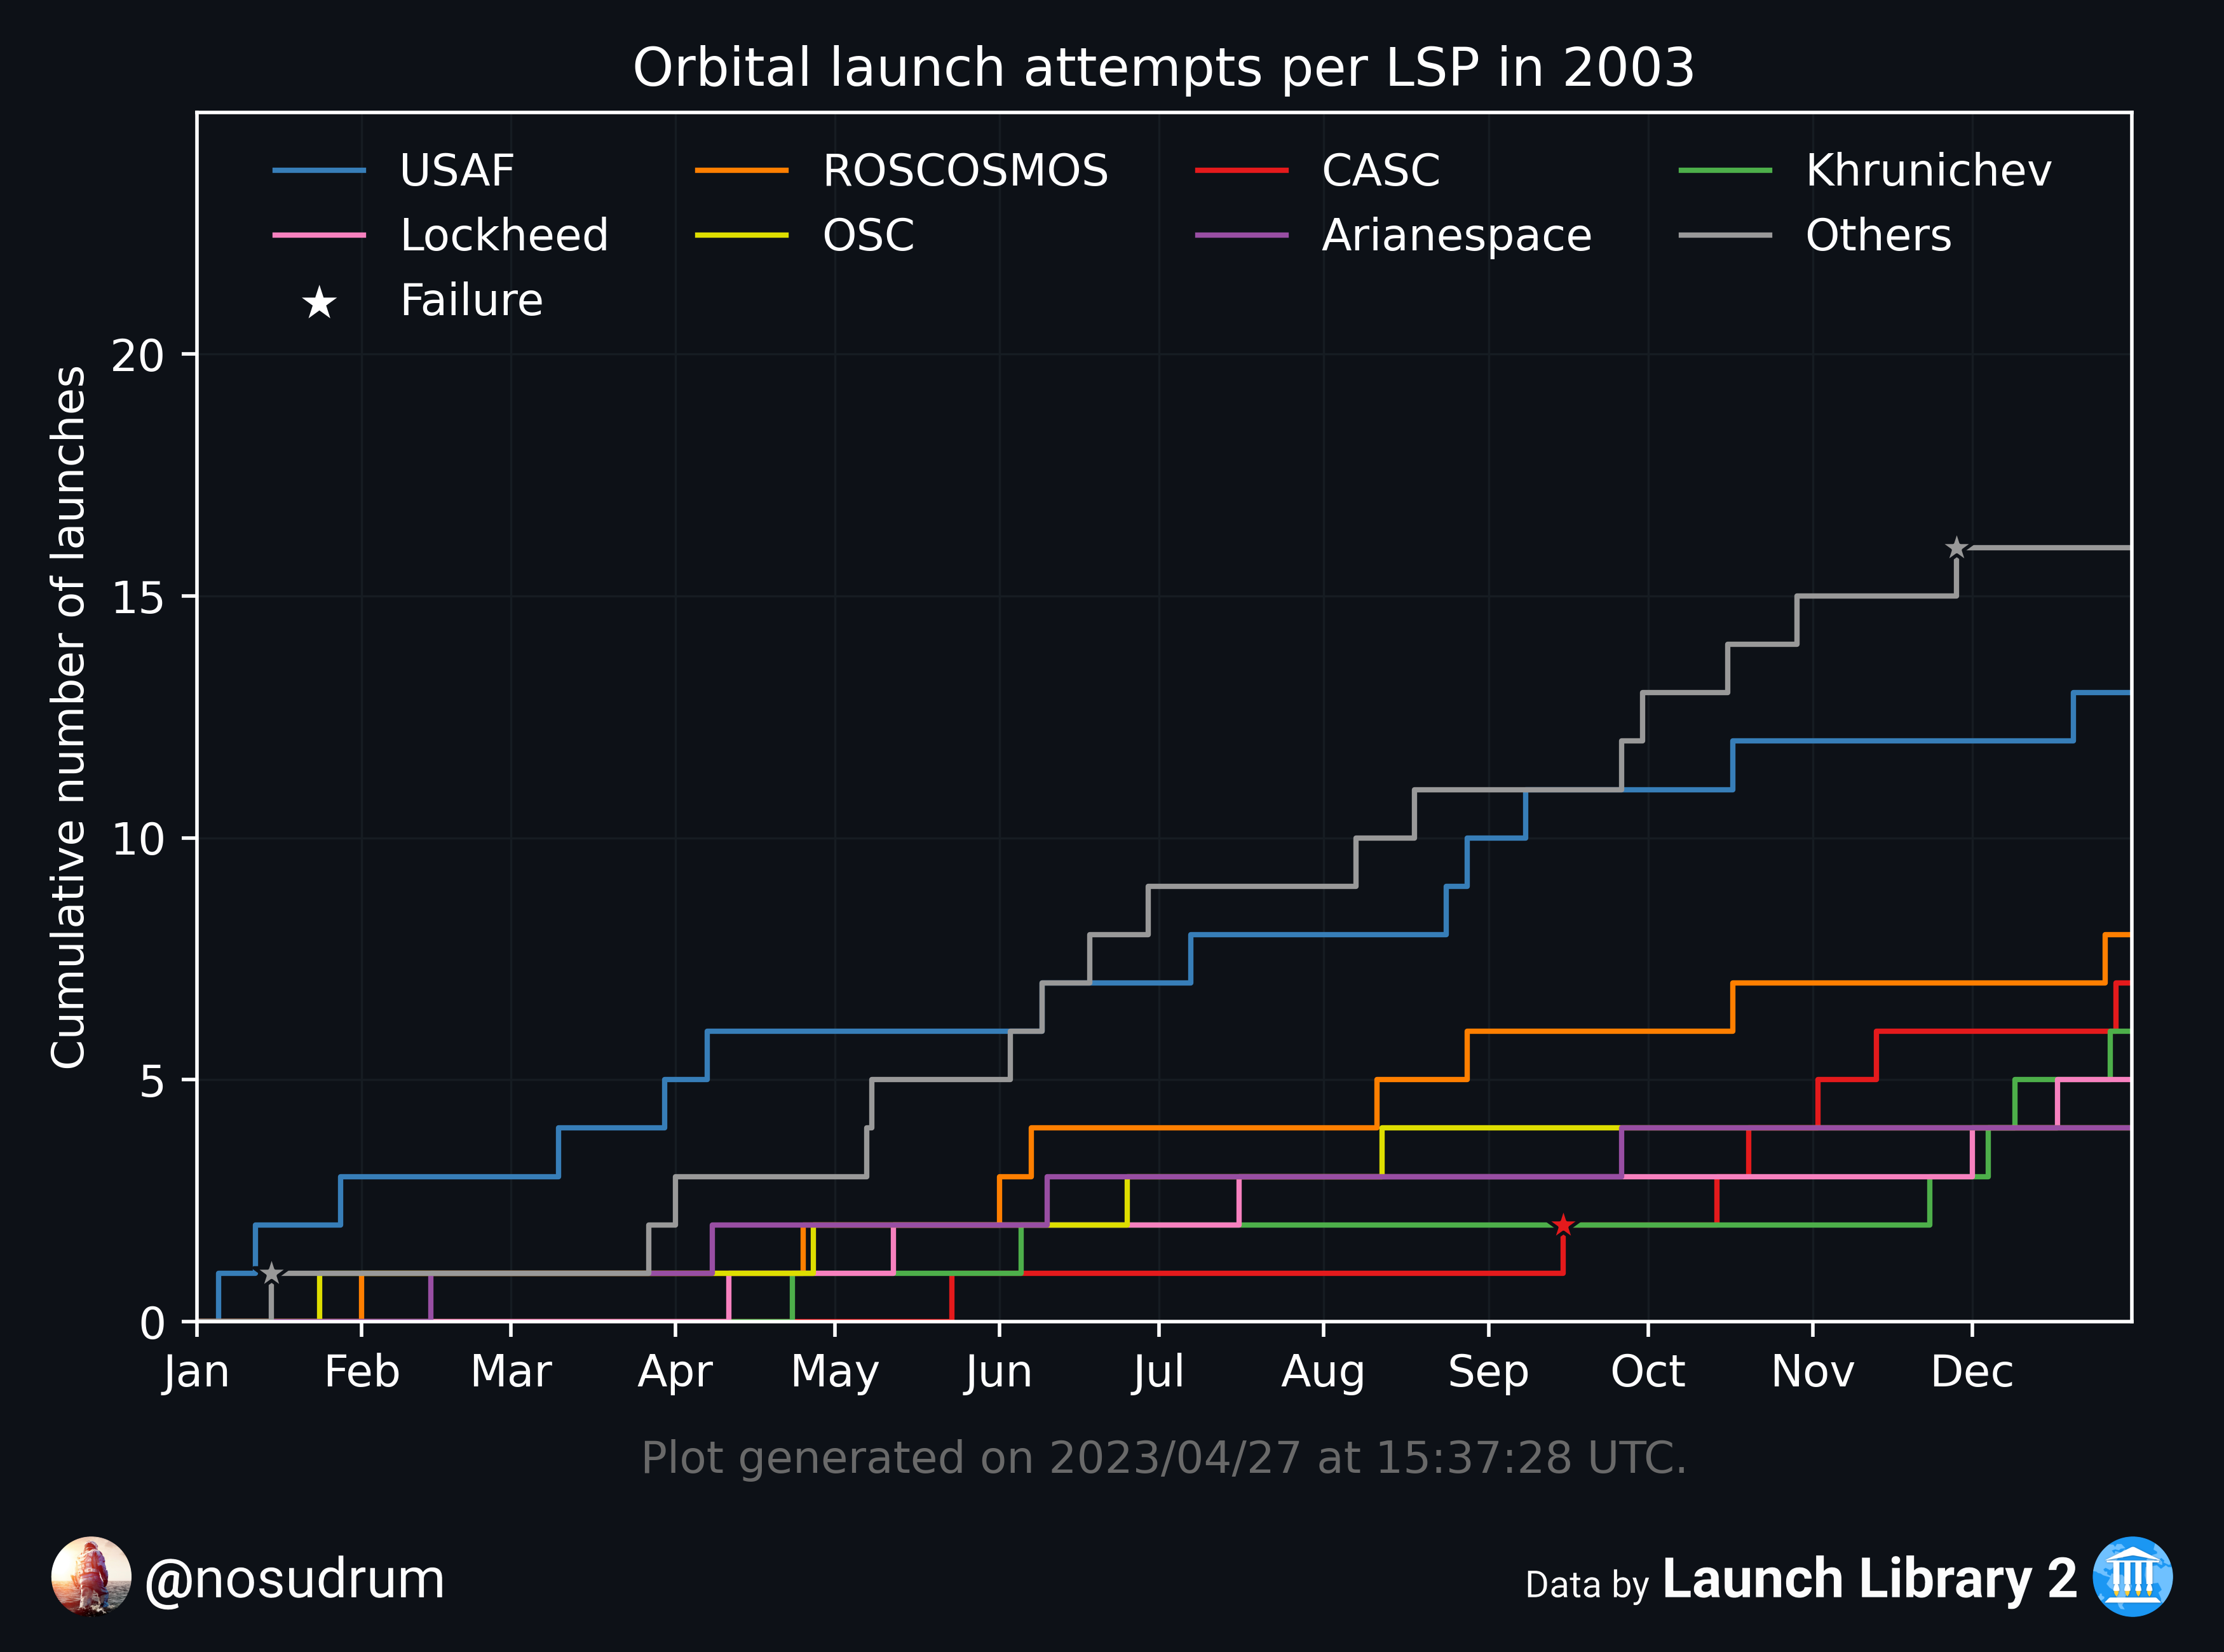 Orbital launch attempts per LSP in 2003
USAF ROSCOSMOS CASC Khrunichev
Lockheed OSC Arianespace Others
Failure
Cumulative number of launches
20
15
10
5
0
Jan Feb Mar Apr May Jun Jul Aug Sep Oct Nov Dec
Plot generated on 2023/04/27 at 15:37:28 UTC.
@nosudrum
Data by Launch Library 2